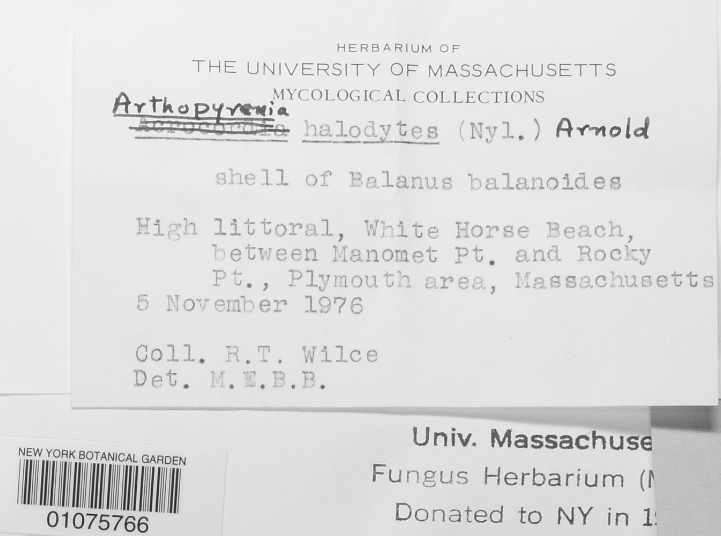 HERBARIUM OF
THE UNIVERSITY OF MASSACHUSETTS
MYCOLOGICAL COLLECTIONS
Arthopyrenia
Acrocordia halodytes (Nyl.) Arnold
shell of Balanus balanoides
High littoral, White Horse Beach,
between Manomet Pt. and Rocky
Pt., Plymouth area, Massachusetts
5 November 1976
Coll. R.T. Wilce
Det. M.E.B.B.
Univ. Massachuse
Fungus Herbarium (
Donated to NY in 1
NEW YORK BOTANICAL GARDEN
01075766